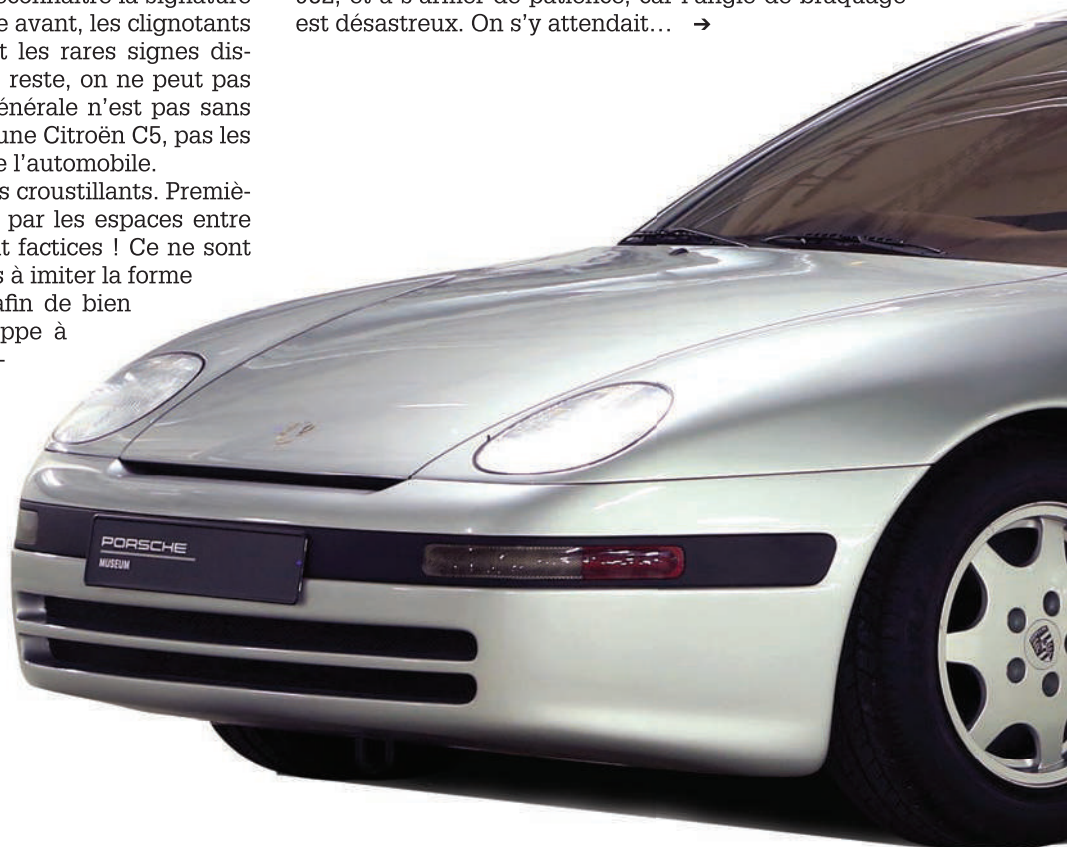 e avant, les clignotants
t les rares signes dis-
reste, on ne peut pas
énérale n'est pas sans
une Citroën C5, pas les
e l'automobile.
s croustillants. Premiè-
par les espaces entre
t factices ! Ce ne sont
s à imiter la forme
afin de bien
ppe à
-
est désastreux. On s'y attendait… ➔
PORSCHE
MUSEUM